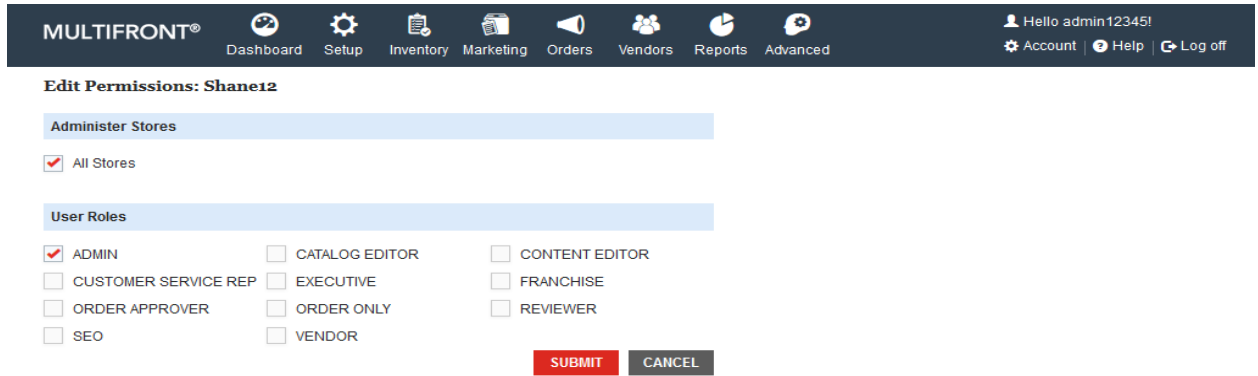 MULTIFRONT®
Dashboard Setup Inventory Marketing Orders Vendors Reports Advanced
Hello admin12345!
Account | Help | Log off
Edit Permissions: Shane12
Administer Stores
All Stores
User Roles
ADMIN CATALOG EDITOR CONTENT EDITOR
CUSTOMER SERVICE REP EXECUTIVE FRANCHISE
ORDER APPROVER ORDER ONLY REVIEWER
SEO VENDOR
SUBMIT CANCEL